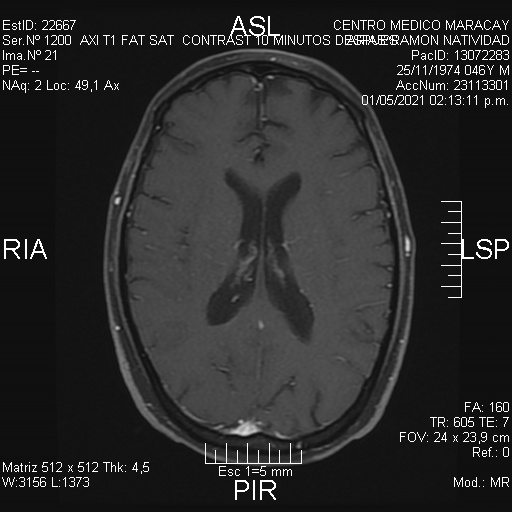 EstID: 22667
Ser.Nº 1200 AXI T1 FAT SAT CONTRAST 10 MINUTOS
Ima.Nº 21
PE= --
NAq: 2 Loc: 49,1 Ax
ASL
CENTRO MEDICO MARACAY
RAMON NATIVIDAD
PacID: 13072283
25/11/1974 046Y M
AccNum: 23113301
01/05/2021 02:13:11 p.m.
RIA
LSP
FA: 160
TR: 605 TE: 7
FOV: 24 x 23,9 cm
Ref.: 0
Mod.: MR
Matriz 512 x 512 Thk: 4,5
W:3156 L:1373
Esc 1=5 mm
PIR